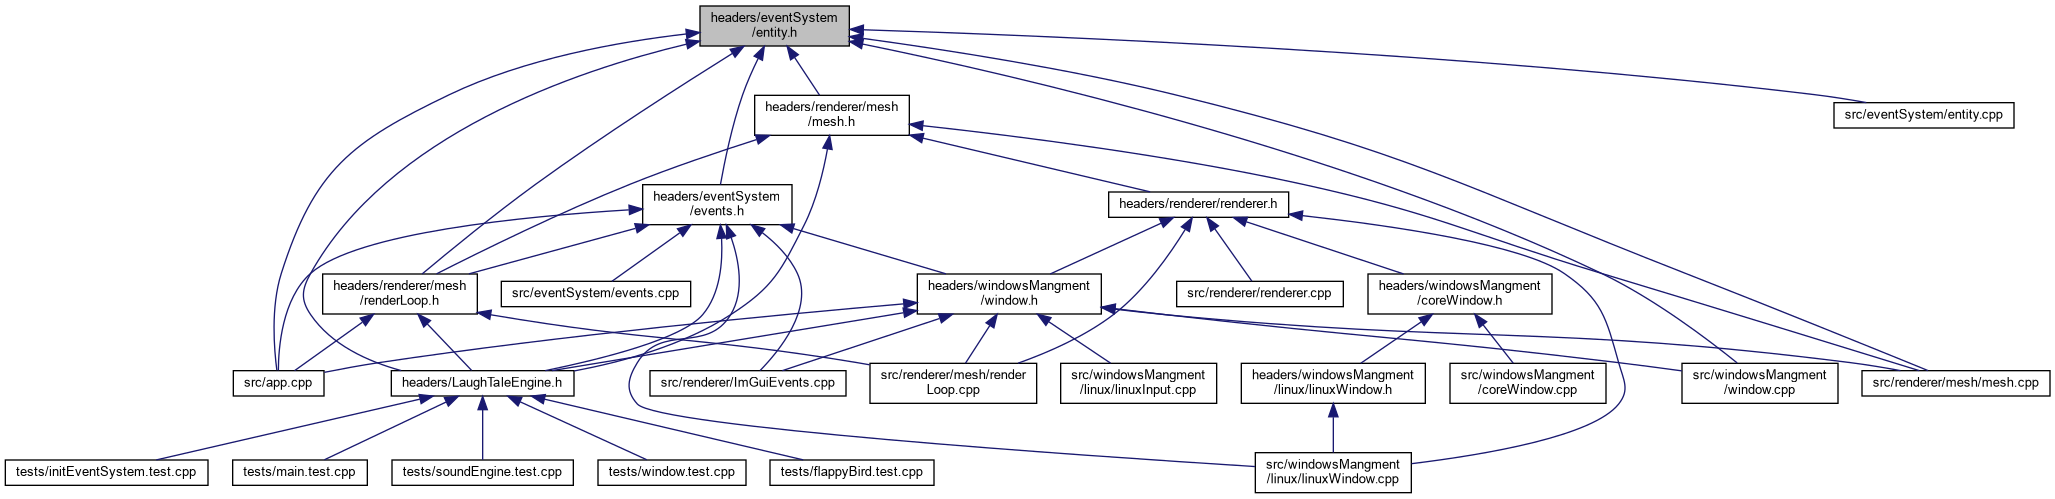 headers/eventSystem
/entity.h
headers/renderer/mesh
/mesh.h
src/eventSystem/entity.cpp
headers/eventSystem
/events.h
headers/renderer/renderer.h
headers/renderer/mesh
/renderLoop.h
src/eventSystem/events.cpp
headers/windowsMangment
/window.h
src/renderer/renderer.cpp
headers/windowsMangment
/coreWindow.h
src/app.cpp
headers/LaughTaleEngine.h
src/renderer/ImGuiEvents.cpp
src/renderer/mesh/render
Loop.cpp
src/windowsMangment
/linux/linuxInput.cpp
headers/windowsMangment
/linux/linuxWindow.h
src/windowsMangment
/coreWindow.cpp
src/windowsMangment
/window.cpp
src/renderer/mesh/mesh.cpp
tests/initEventSystem.test.cpp
tests/main.test.cpp
tests/soundEngine.test.cpp
tests/window.test.cpp
tests/flappyBird.test.cpp
src/windowsMangment
/linux/linuxWindow.cpp